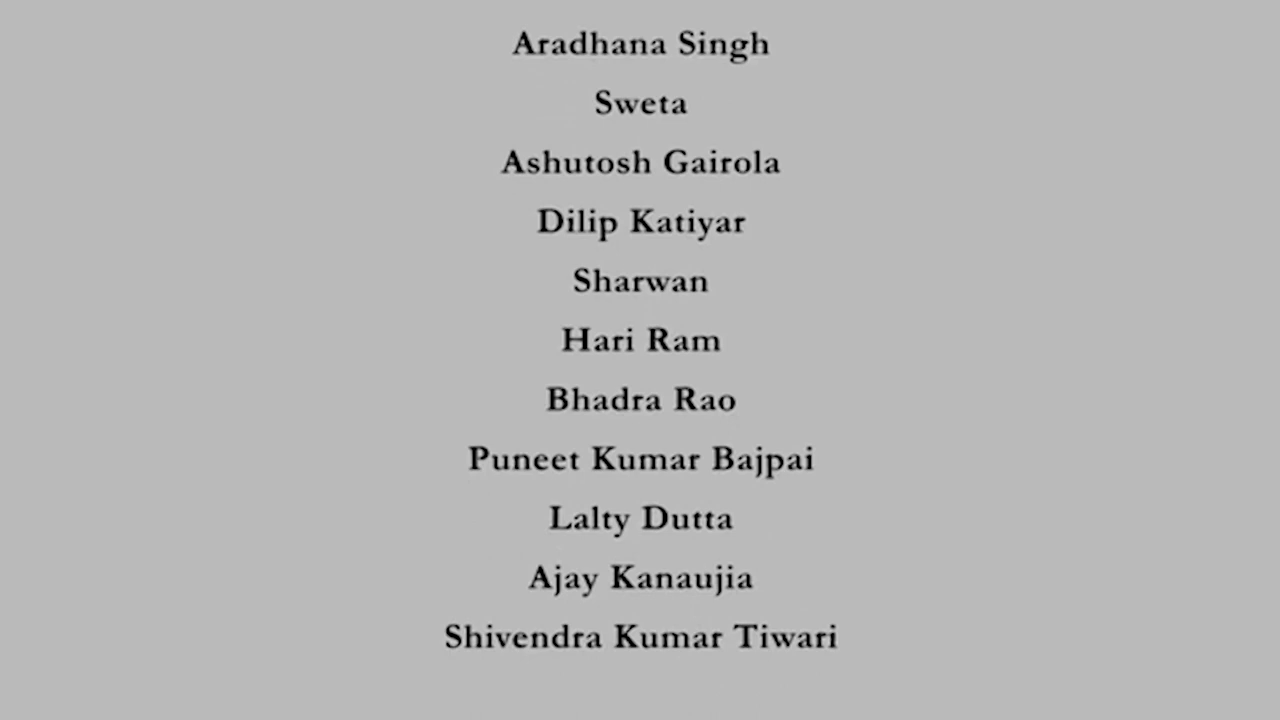 Aradhana Singh
Sweta
Ashutosh Gairola
Dilip Katiyar
Sharwan
Hari Ram
Bhadra Rao
Puneet Kumar Bajpai
Lalty Dutta
Ajay Kanaujia
Shivendra Kumar Tiwari